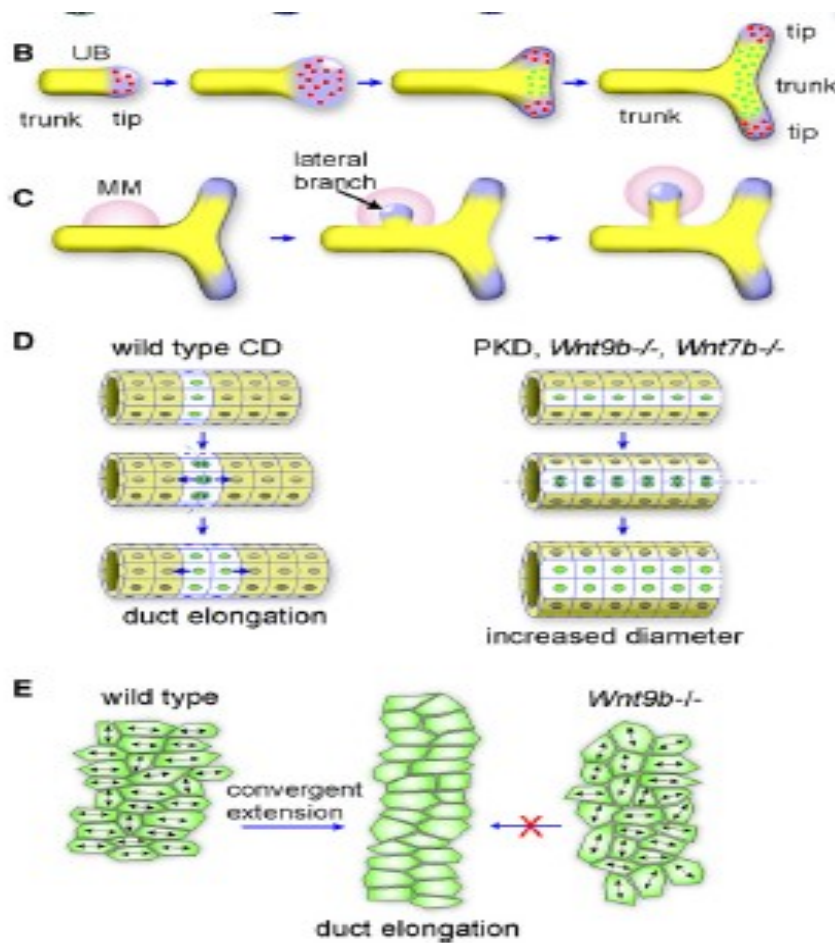 B
UB
trunk
tip
tip
trunk
trunk
tip
C
MM
lateral
branch
D
wild type CD
PKD, Wnt9b-/-, Wnt7b-/-
duct elongation
increased diameter
E
wild type
Wnt9b-/-
convergent
extension
duct elongation